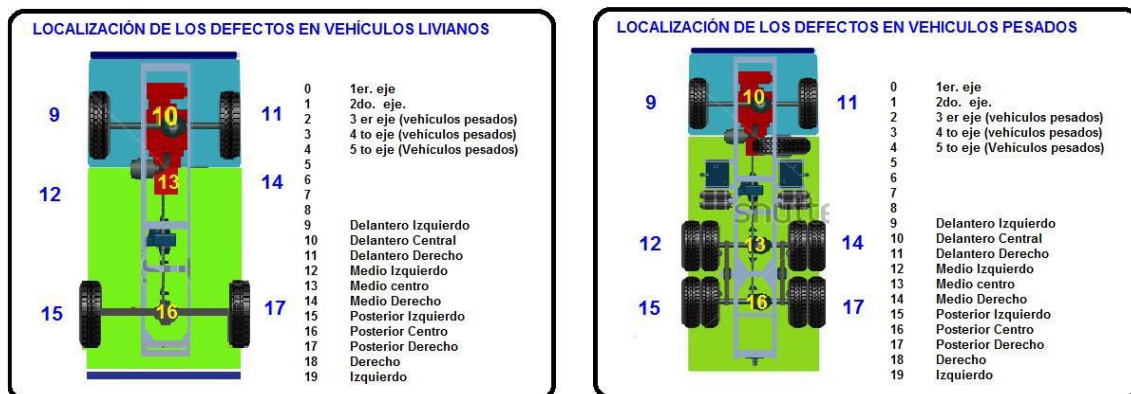 LOCALIZACIÓN DE LOS DEFECTOS EN VEHÍCULOS LIVIANOS
9
10
11
12
13
14
15
16
17
0 1er. eje
1 2do. eje.
2 3 er eje (vehículos pesados)
3 4 to eje (vehículos pesados)
4 5 to eje (Vehículos pesados)
5
6
7
8
9 Delantero Izquierdo
10 Delantero Central
11 Delantero Derecho
12 Medio Izquierdo
13 Medio centro
14 Medio Derecho
15 Posterior Izquierdo
16 Posterior Centro
17 Posterior Derecho
18 Derecho
19 Izquierdo
LOCALIZACIÓN DE LOS DEFECTOS EN VEHICULOS PESADOS
9
10
11
shutte
12
13
14
15
16
17
0 1er. eje
1 2do. eje.
2 3 er eje (vehículos pesados)
3 4 to eje (vehículos pesados)
4 5 to eje (Vehículos pesados)
5
6
7
8
9 Delantero Izquierdo
10 Delantero Central
11 Delantero Derecho
12 Medio Izquierdo
13 Medio centro
14 Medio Derecho
15 Posterior Izquierdo
16 Posterior Centro
17 Posterior Derecho
18 Derecho
19 Izquierdo